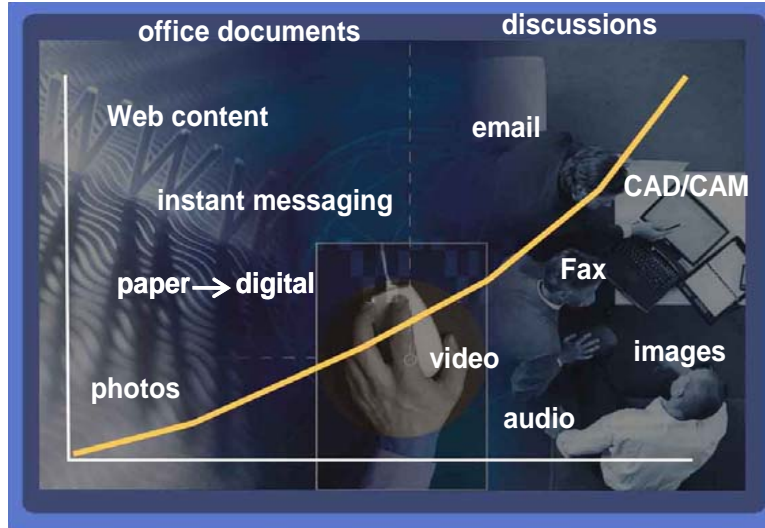 office documents
discussions
Web content
email
CAD/CAM
instant messaging
Fax
paper → digital
video
images
photos
audio